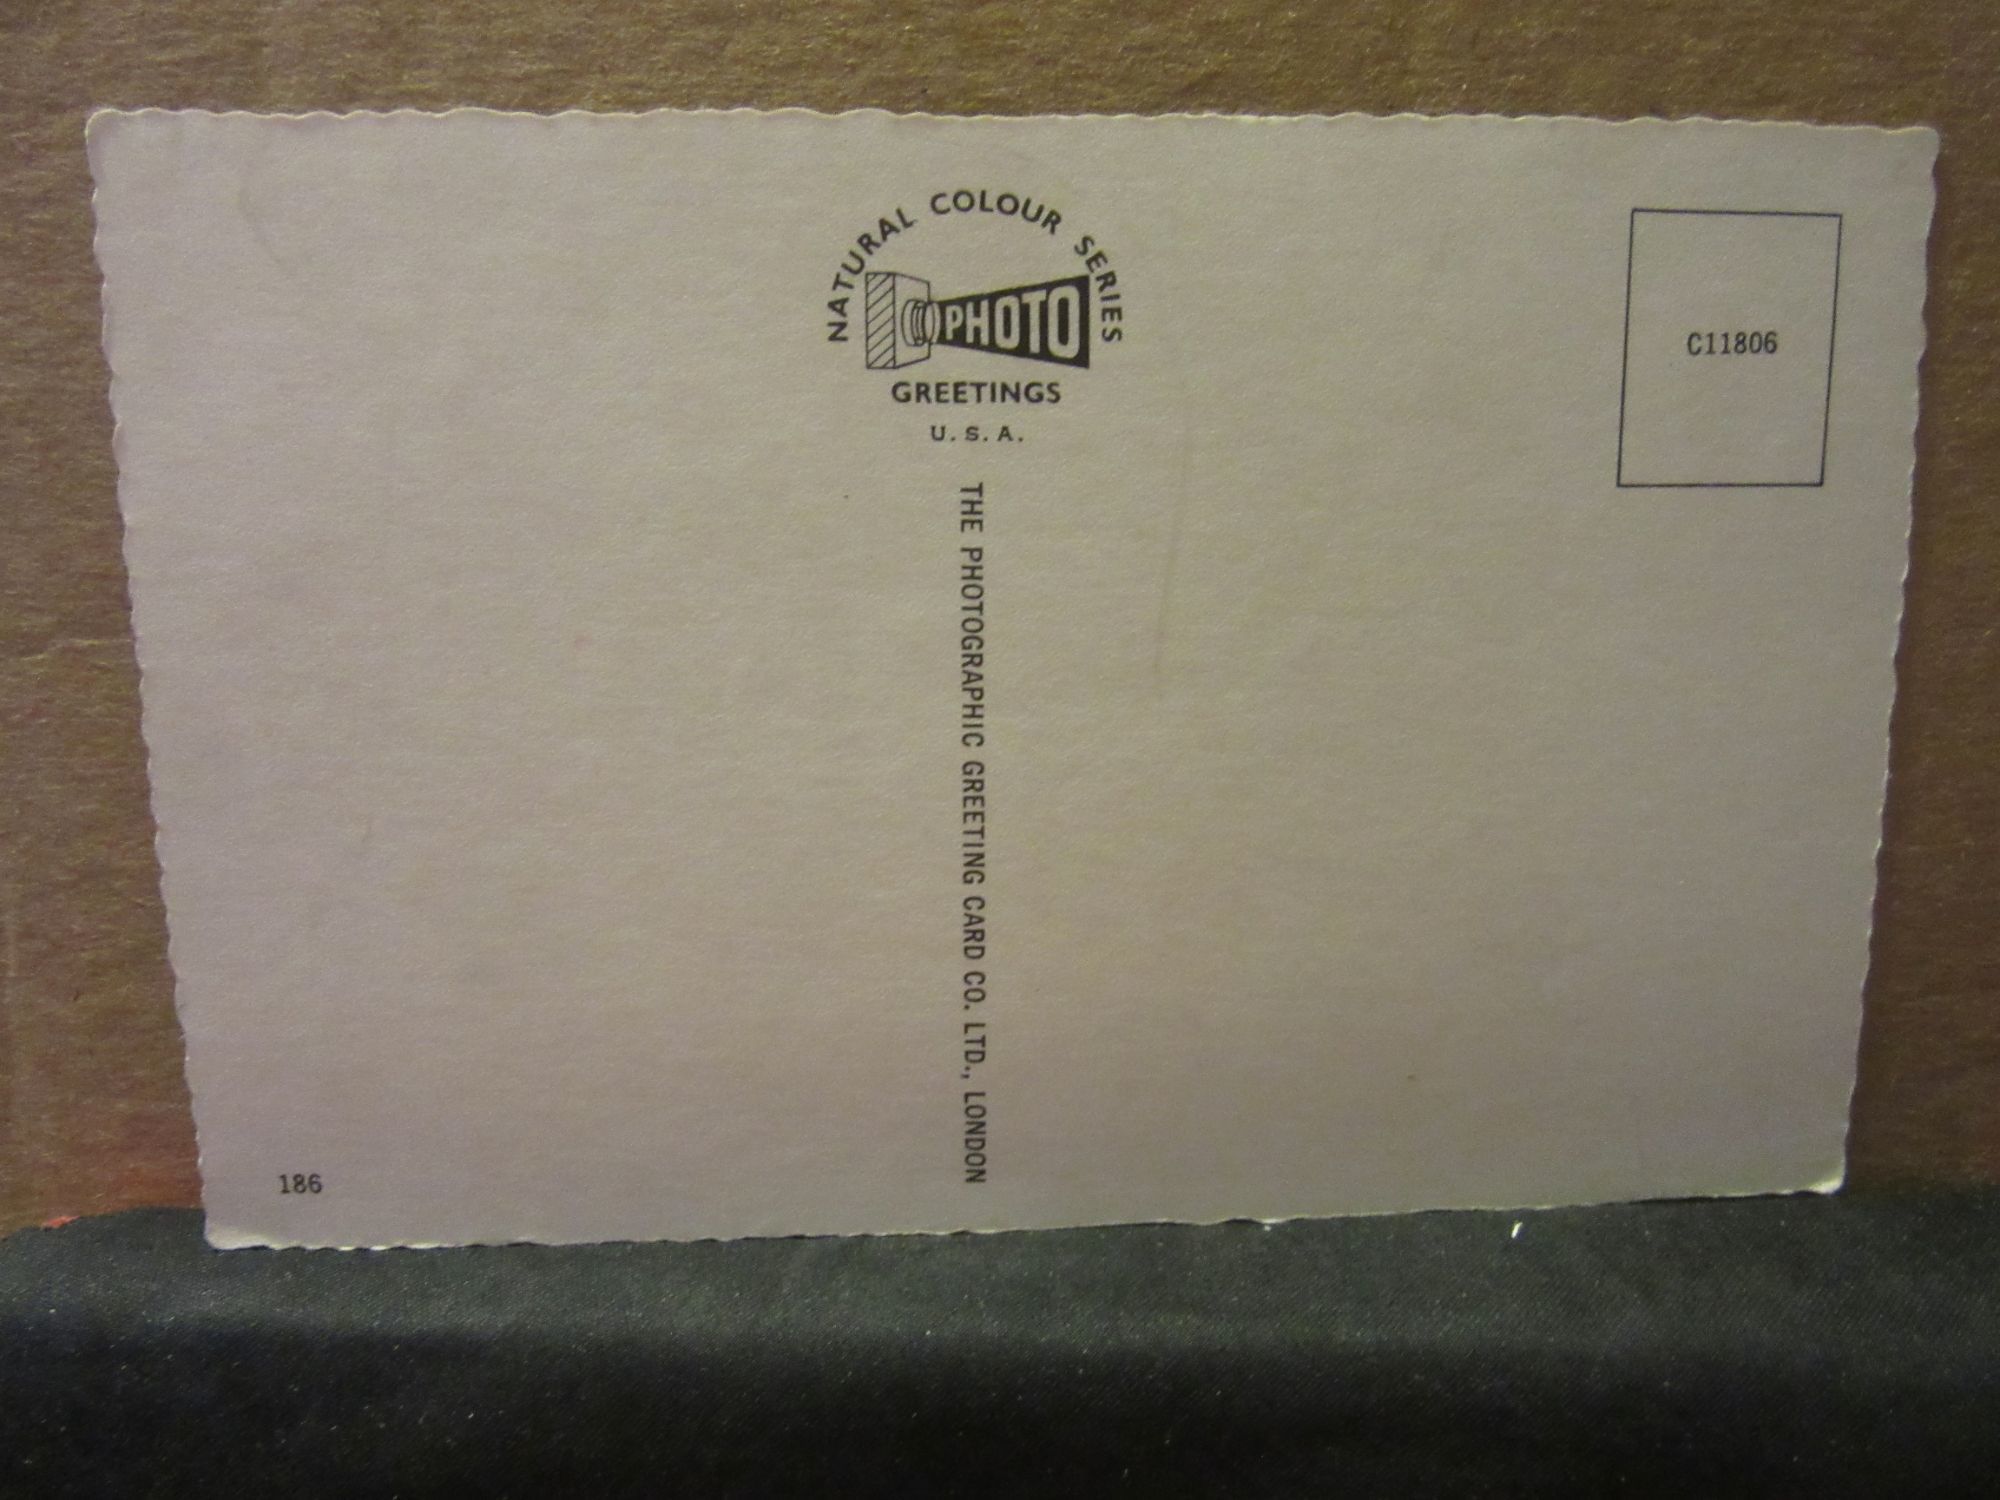 NATURAL COLOUR SERIES
PHOTO
GREETINGS
U.S.A.
C11806
THE PHOTOGRAPHIC GREETING CARD CO. LTD., LONDON
186